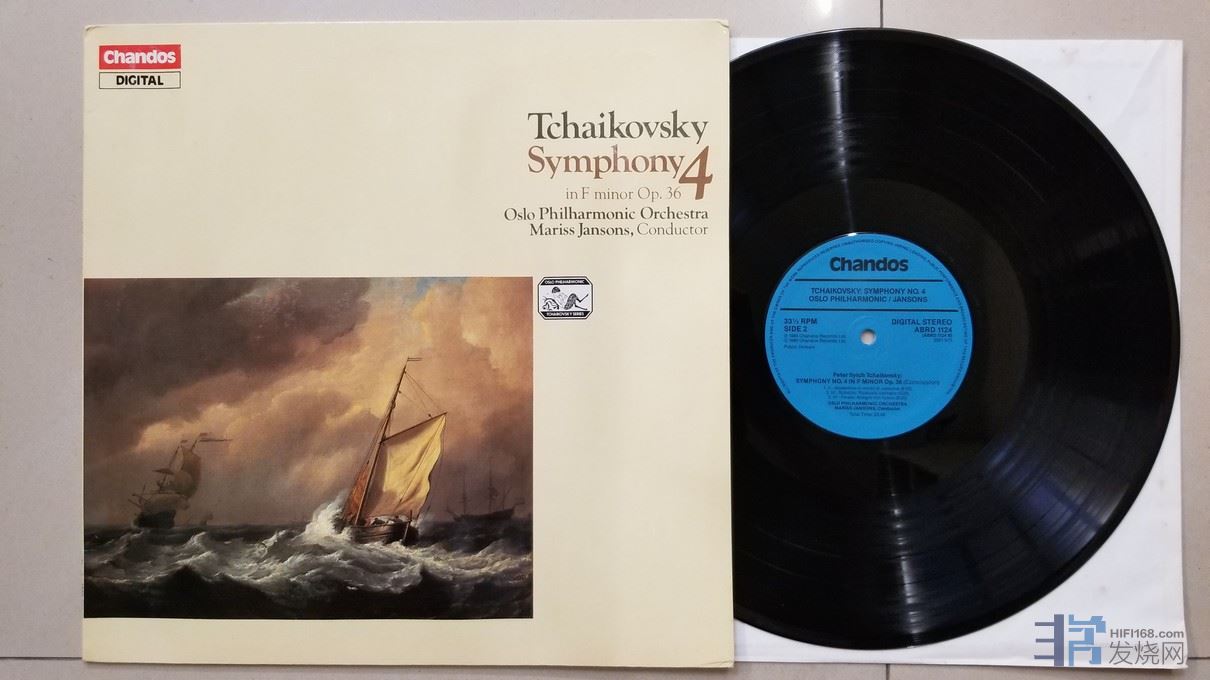 Chandos
DIGITAL
Tchaikovsky
Symphony 4
in F minor Op. 36
Oslo Philharmonic Orchestra
Mariss Jansons, Conductor
OSLO PHILHARMONIC
TCHAIKOVSKY SERIES
Chandos
TCHAIKOVSKY: SYMPHONY NO. 4
OSLO PHILHARMONIC / JANSONS
33⅓ RPM
SIDE 2
DIGITAL STEREO
ABRD 1124
Peter Ilyich Tchaikovsky:
SYMPHONY NO. 4 IN F MINOR Op. 36
OSLO PHILHARMONIC ORCHESTRA
MARISS JANSONS, Conductor
HIFI168.com
发烧网